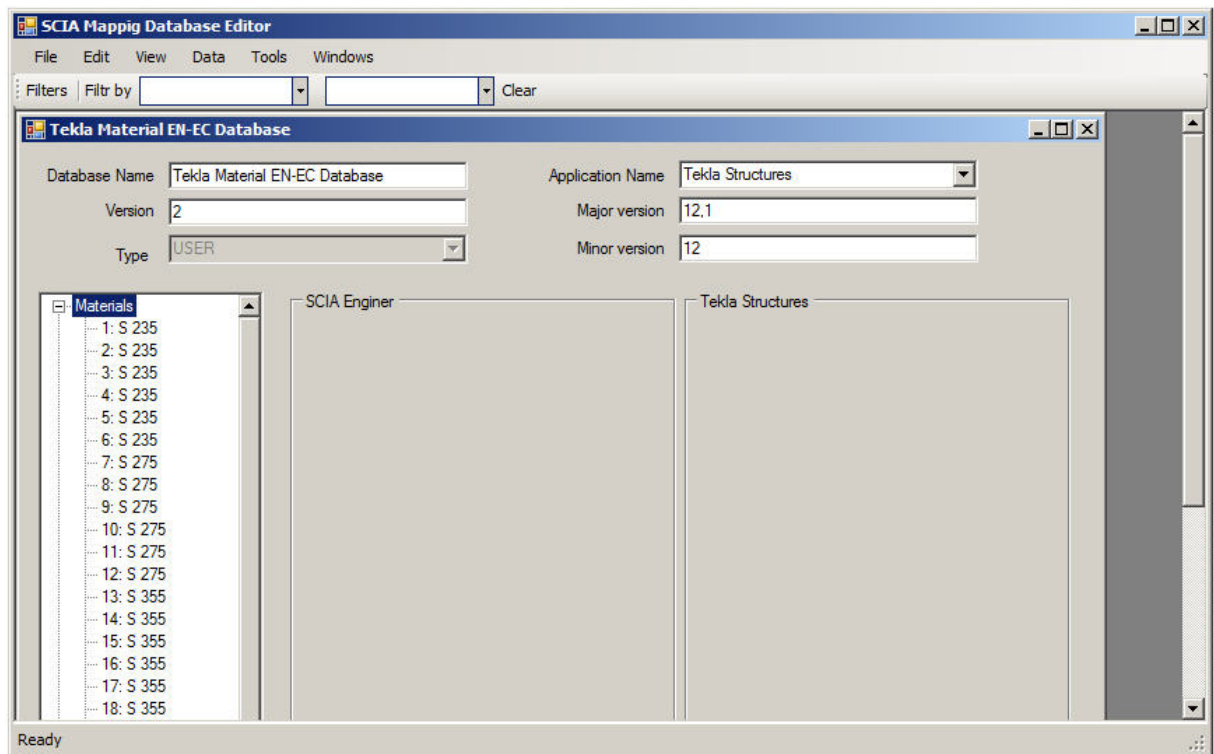 SCIA Mappig Database Editor
File Edit View Data Tools Windows
Filters Filtr by Clear
Tekla Material EN-EC Database
Database Name Tekla Material EN-EC Database Application Name Tekla Structures
Version 2 Major version 12,1
Type USER Minor version 12
Materials SCIA Enginer Tekla Structures
1: S 235
2: S 235
3: S 235
4: S 235
5: S 235
6: S 235
7: S 275
8: S 275
9: S 275
10: S 275
11: S 275
12: S 275
13: S 355
14: S 355
15: S 355
16: S 355
17: S 355
18: S 355
Ready